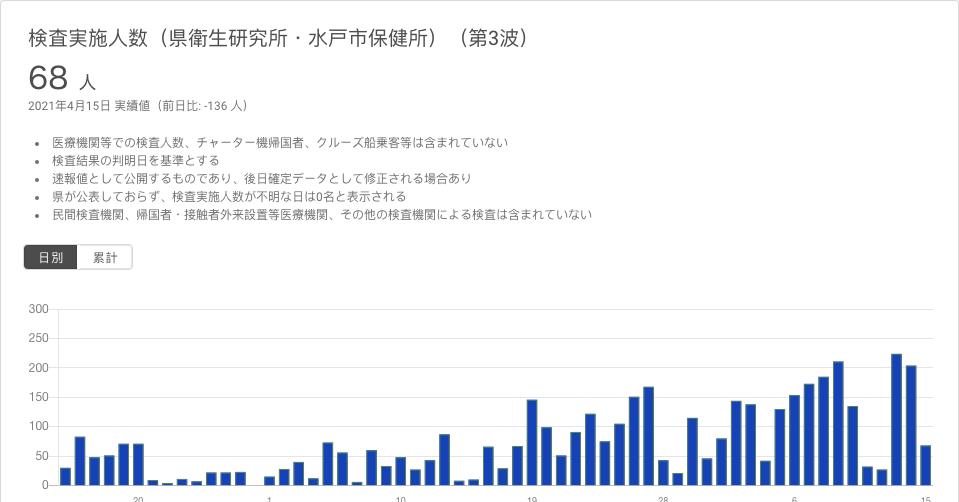 検査実施人数（県衛生研究所・水戸市保健所）（第3波）
68 人
2021年4月15日 実績値（前日比: -136 人）
医療機関等での検査人数、チャーター機帰国者、クルーズ船乗客等は含まれていない
検査結果の判明日を基準とする
速報値として公開するものであり、後日確定データとして修正される場合あり
県が公表しておらず、検査実施人数が不明な日は0名と表示される
民間検査機関、帰国者・接触者外来設置等医療機関、その他の検査機関による検査は含まれていない
日別 累計
300
250
200
150
100
50
0
20 1 10 19 28 6 15